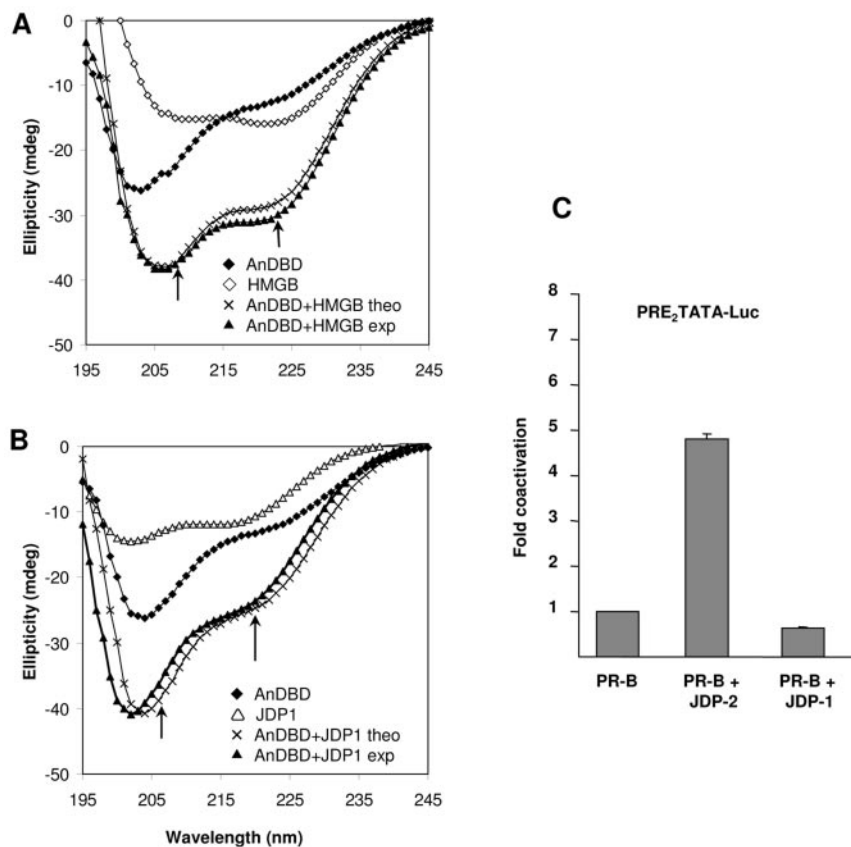 A
0
-10
-20
-30
-40
-50
Ellipticity (mdeg)
AnDBD
HMGB
AnDBD+HMGB theo
AnDBD+HMGB exp
195 205 215 225 235 245
B
0
-10
-20
-30
-40
-50
Ellipticity (mdeg)
AnDBD
JDP1
AnDBD+JDP1 theo
AnDBD+JDP1 exp
195 205 215 225 235 245
Wavelength (nm)
C
PRE₂TATA-Luc
8
7
6
5
4
3
2
1
Fold coactivation
PR-B
PR-B +
JDP-2
PR-B +
JDP-1